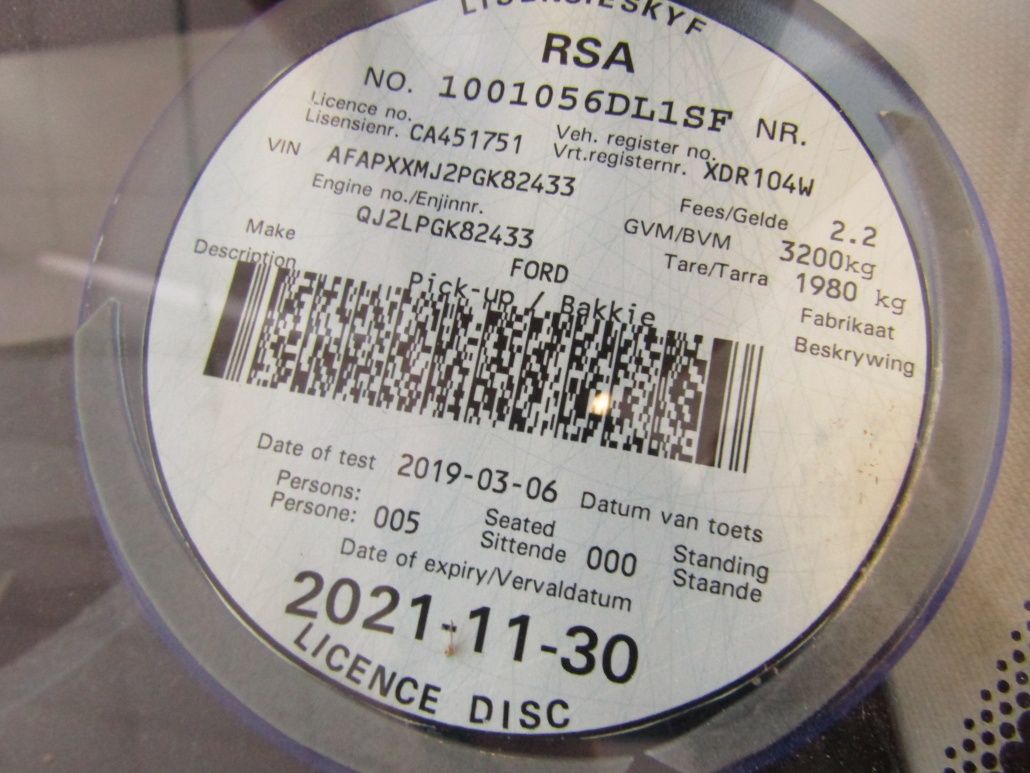 LISENSIESKYF
RSA
NO. 1001056DL1SF NR.
Licence no. Veh. register no.
Lisensienr. CA451751 Vrt.registernr. XDR104W
VIN AFAPXXMJ2PGK82433 Fees/Gelde 2.2
Engine no./Enjinnr. GVM/BVM 3200kg
QJ2LPGK82433 Tare/Tarra 1980 kg
Make FORD Fabrikaat
Description Pick-up / Bakkie Beskrywing
Date of test 2019-03-06 Datum van toets
Persons: Seated Standing
Persone: 005 Sittende 000 Staande
Date of expiry/Vervaldatum
2021-11-30
LICENCE DISC